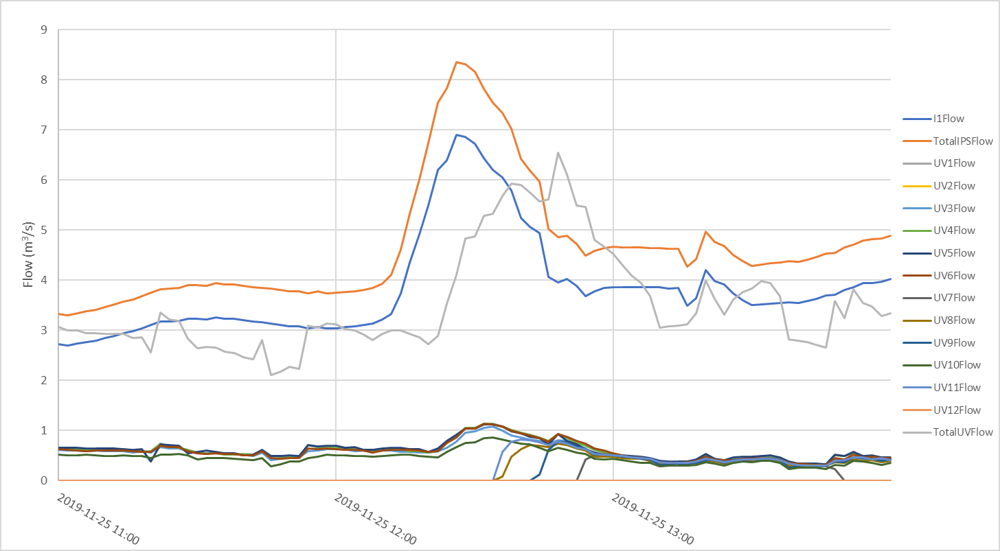 9
8
7
6
5
4
3
2
1
0
Flow (m³/s)
2019-11-25 11:00
2019-11-25 12:00
2019-11-25 13:00
I1Flow
TotalIPSFlow
UV1Flow
UV2Flow
UV3Flow
UV4Flow
UV5Flow
UV6Flow
UV7Flow
UV8Flow
UV9Flow
UV10Flow
UV11Flow
UV12Flow
TotalUVFlow